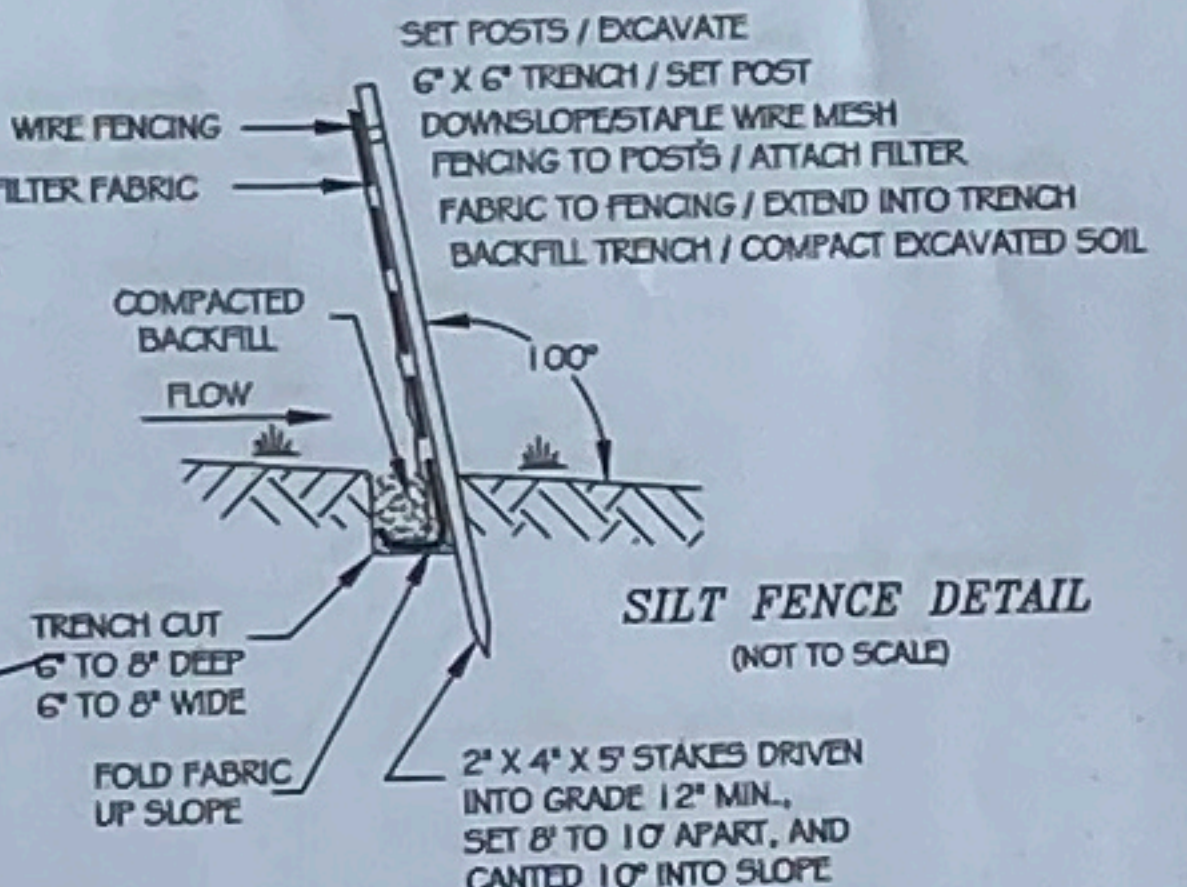 SET POSTS / EXCAVATE
6" X 6" TRENCH / SET POST
DOWNSLOPE/STAPLE WIRE MESH
FENCING TO POSTS / ATTACH FILTER
FABRIC TO FENCING / EXTEND INTO TRENCH
BACKFILL TRENCH / COMPACT EXCAVATED SOIL
WIRE FENCING
FILTER FABRIC
COMPACTED
BACKFILL
100°
FLOW
TRENCH CUT
6" TO 8" DEEP
6" TO 8" WIDE
FOLD FABRIC
UP SLOPE
SILT FENCE DETAIL
(NOT TO SCALE)
2" X 4" X 5' STAKES DRIVEN
INTO GRADE 12" MIN.,
SET 8' TO 10' APART, AND
CANTED 10° INTO SLOPE